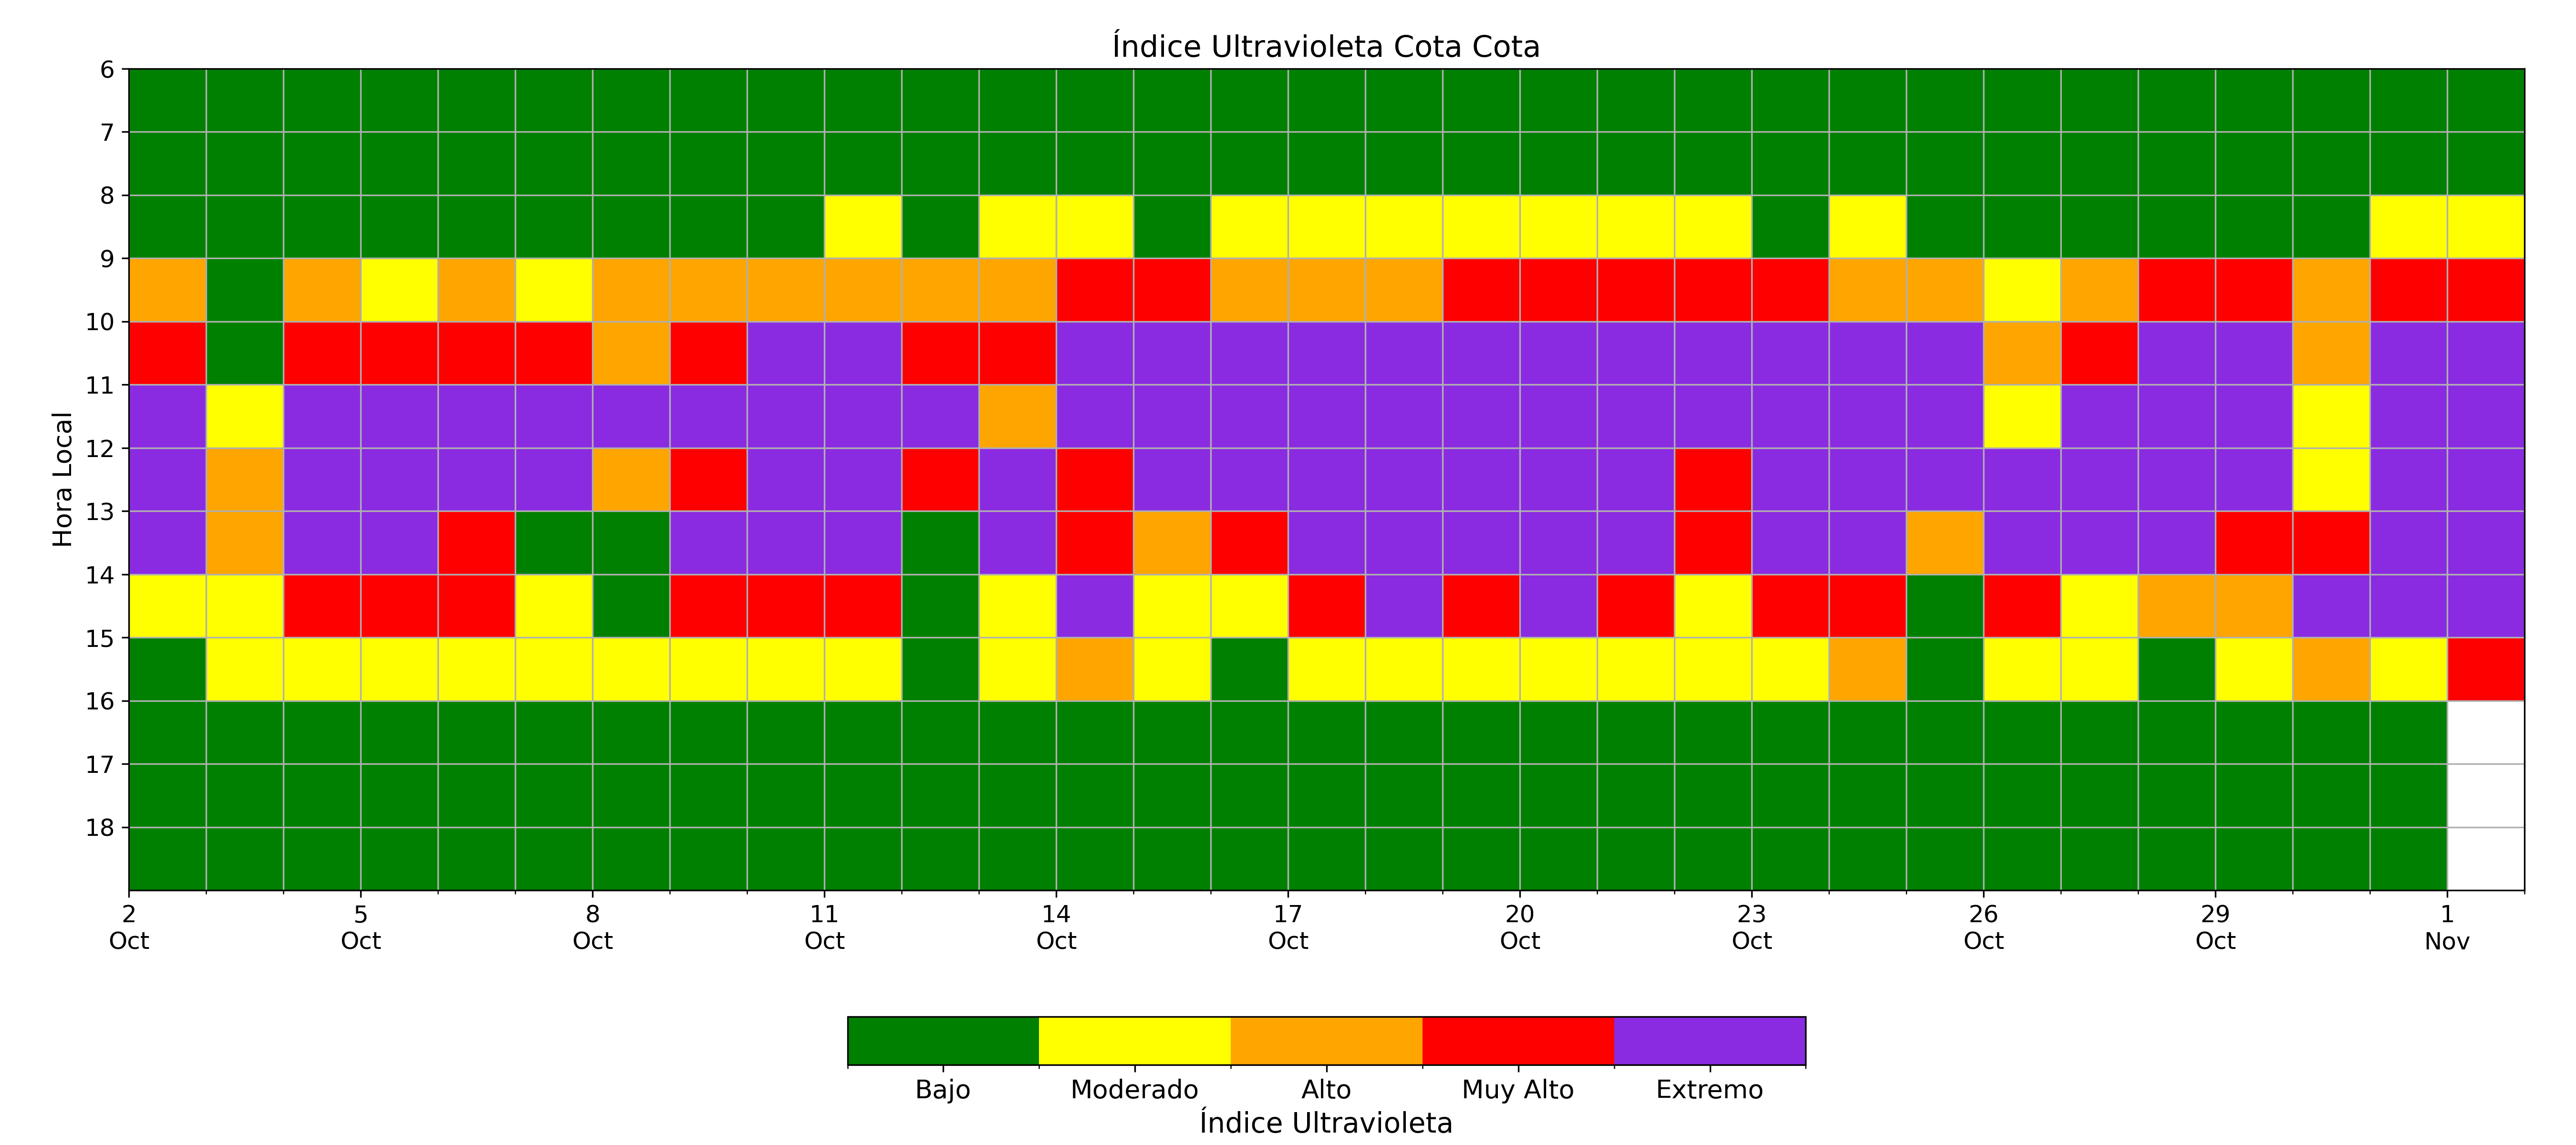 Índice Ultravioleta Cota Cota
Hora Local
6
7
8
9
10
11
12
13
14
15
16
17
18
2 5 8 11 14 17 20 23 26 29 1
Oct Oct Oct Oct Oct Oct Oct Oct Oct Oct Nov
Bajo Moderado Alto Muy Alto Extremo
Índice Ultravioleta